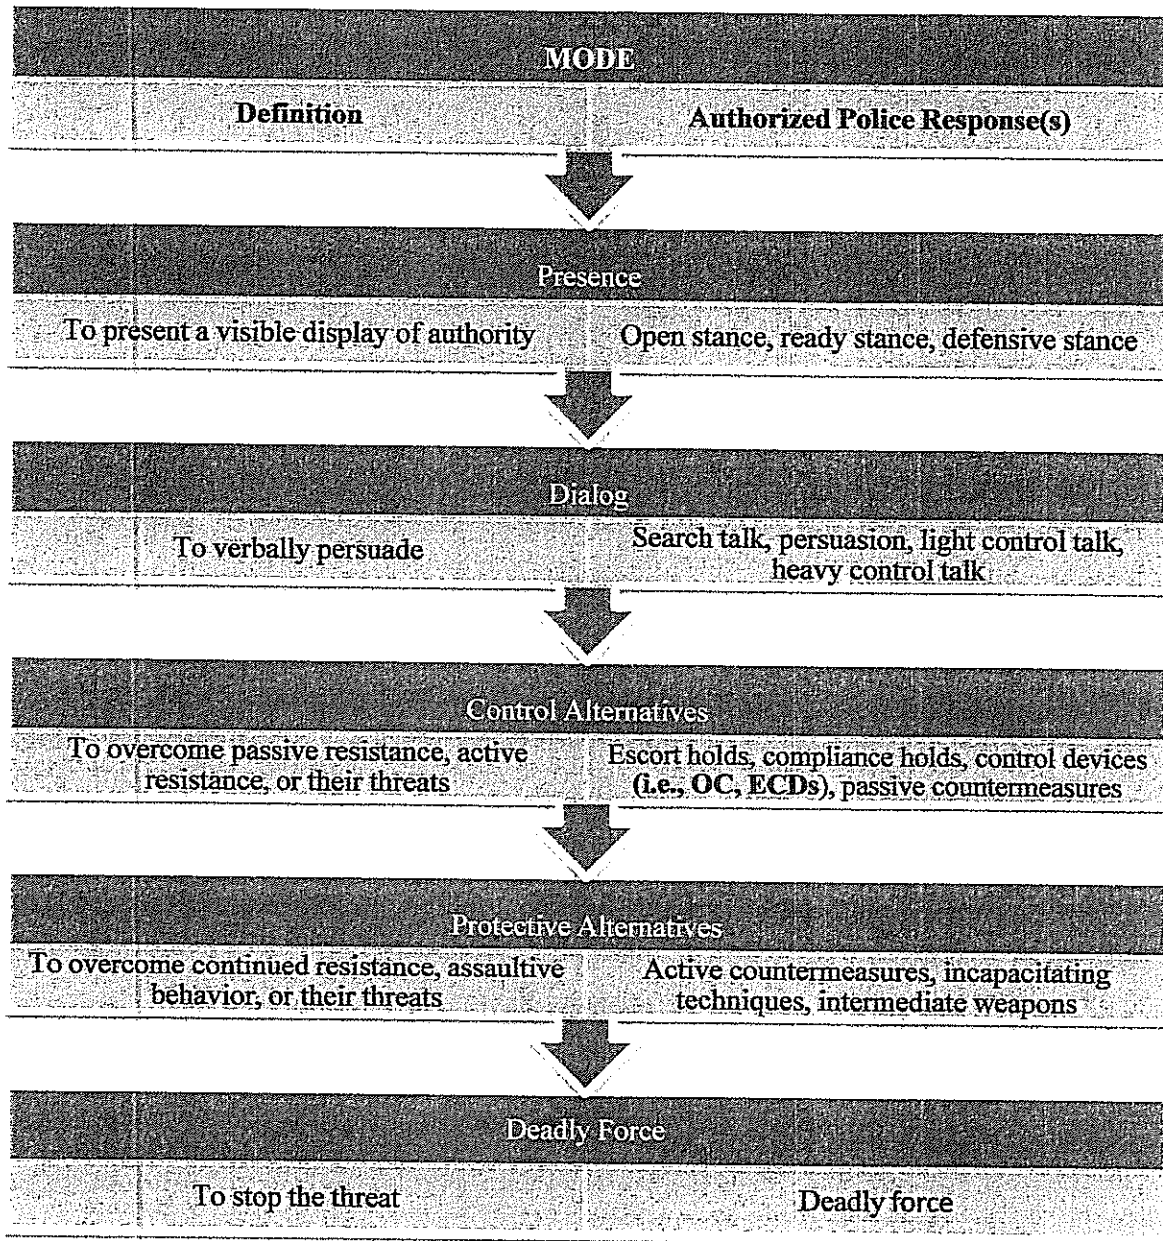 MODE
Definition
Authorized Police Response(s)
Presence
To present a visible display of authority
Open stance, ready stance, defensive stance
Dialog
To verbally persuade
Search talk, persuasion, light control talk,
heavy control talk
Control Alternatives
To overcome passive resistance, active
resistance, or their threats
Escort holds, compliance holds, control devices
(i.e., OC, ECDs), passive countermeasures
Protective Alternatives
To overcome continued resistance, assaultive
behavior, or their threats
Active countermeasures, incapacitating
techniques, intermediate weapons
Deadly Force
To stop the threat
Deadly force